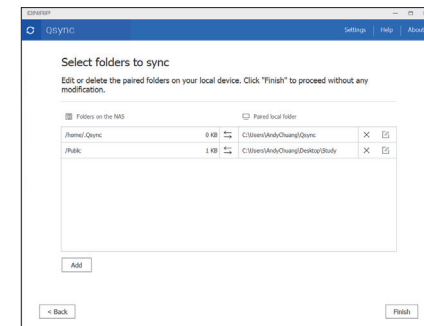 QNAP
Qsync
Settings | Help | About
Select folders to sync
Edit or delete the paired folders on your local device. Click "Finish" to proceed without any
modification.
Folders on the NAS Paired local folder
/home/.Qsync 0 KB C:\Users\AndyChuang\Qsync
/Public 1 KB C:\Users\AndyChuang\Desktop\Study
Add
< Back Finish